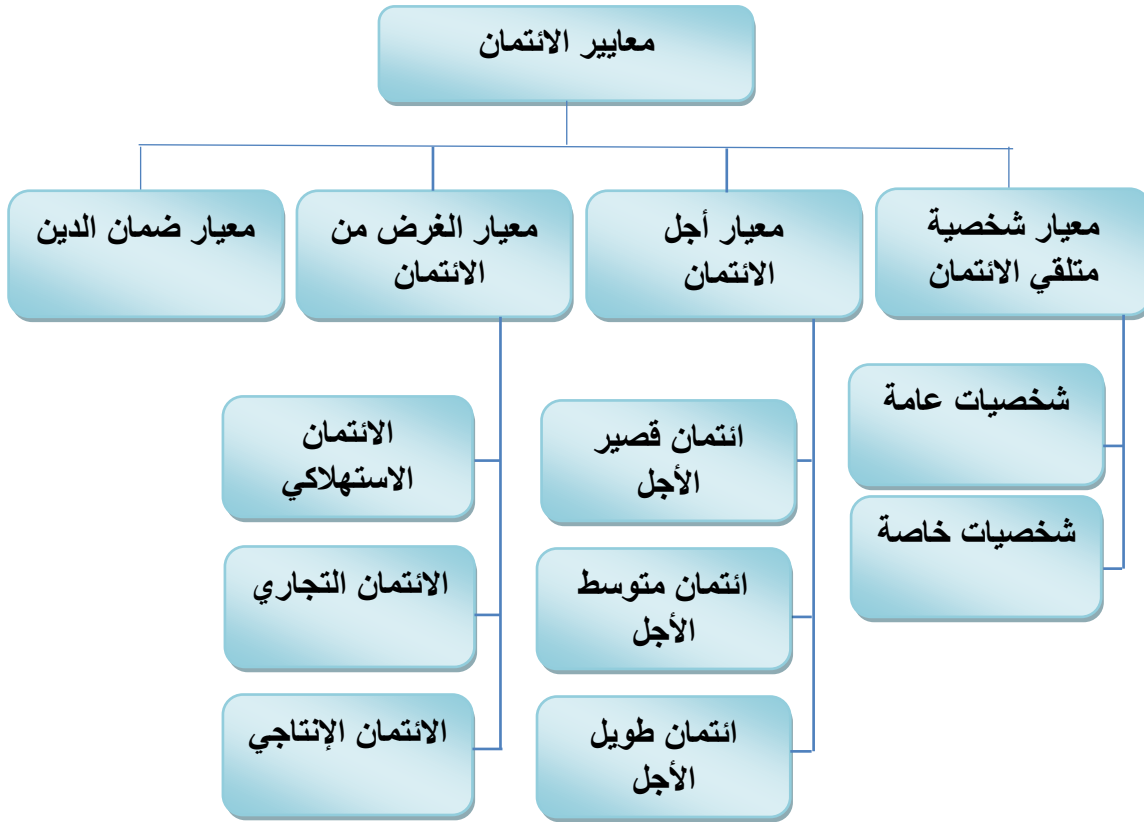 معايير الائتمان
معيار شخصية
متلقي الائتمان
معيار أجل
الائتمان
معيار الغرض من
الائتمان
معيار ضمان الدين
شخصيات عامة
شخصيات خاصة
ائتمان قصير
الأجل
ائتمان متوسط
الأجل
ائتمان طويل
الأجل
الائتمان
الاستهلاكي
الائتمان التجاري
الائتمان الإنتاجي